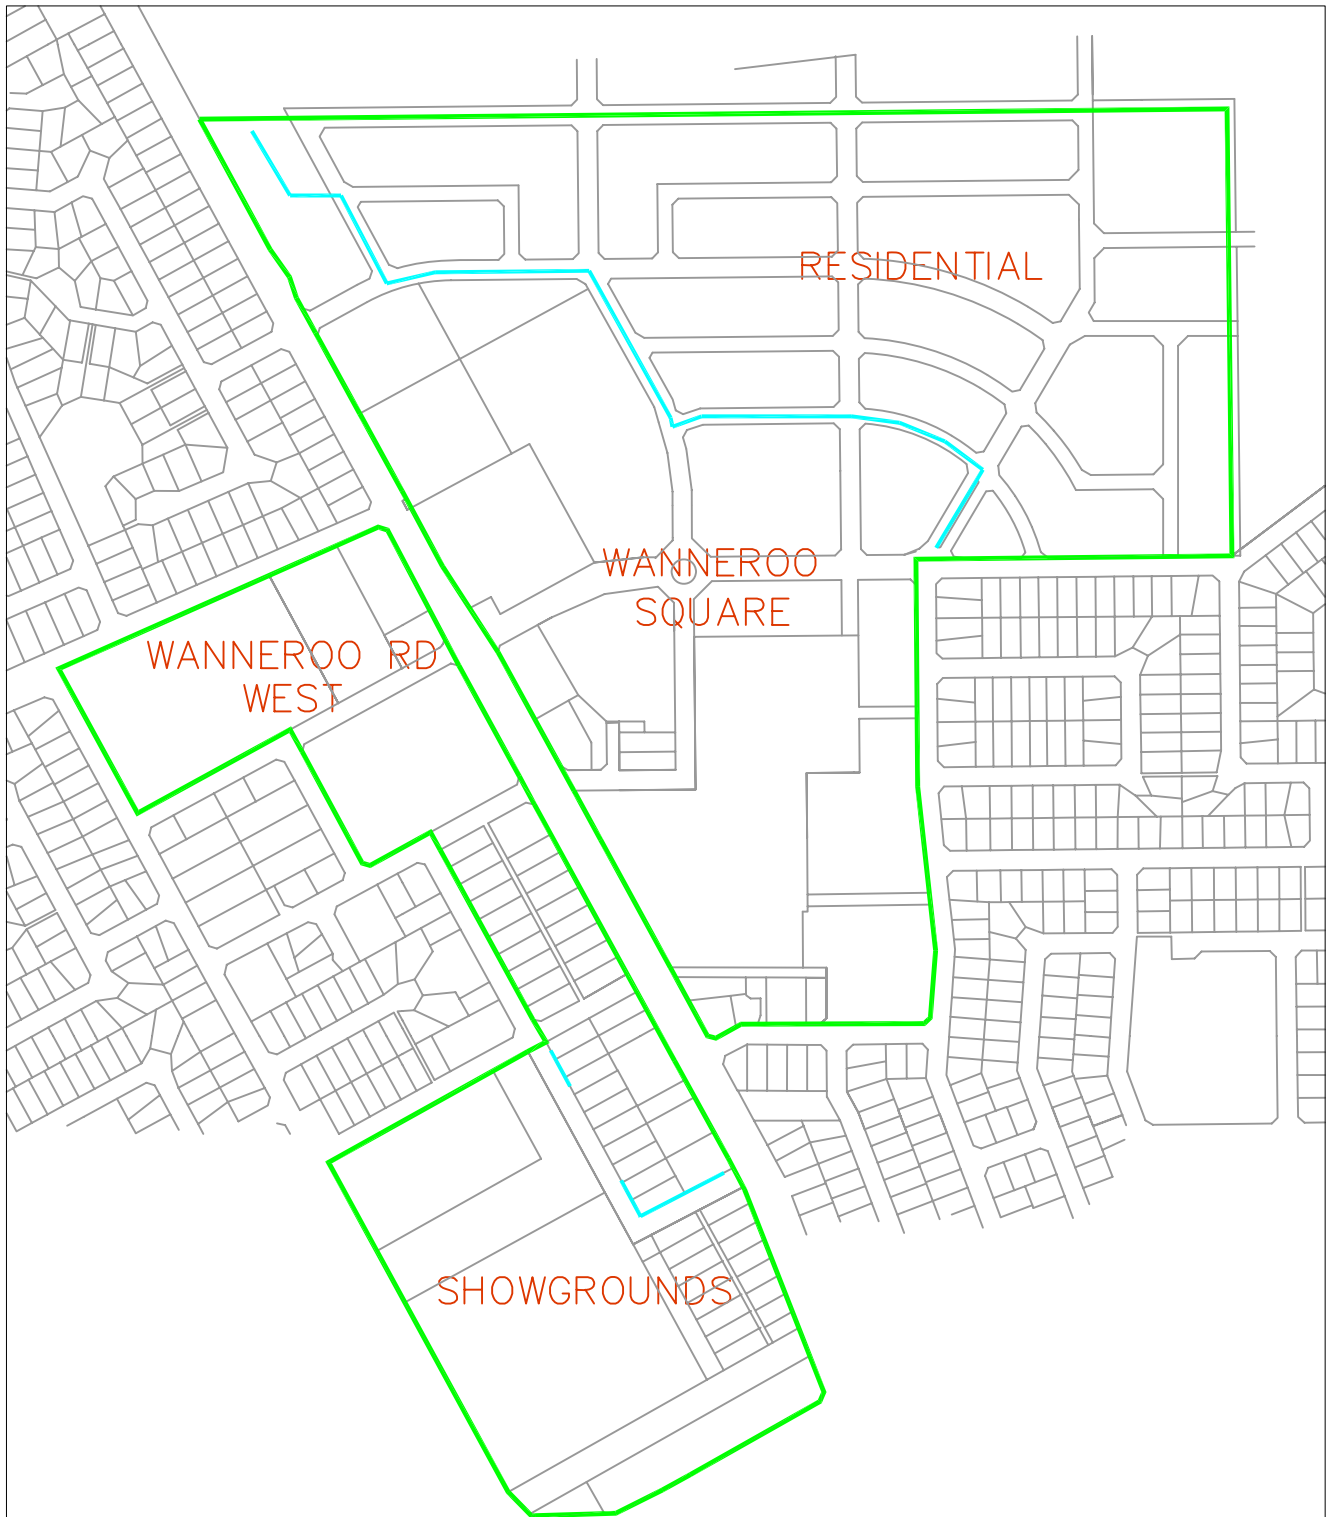 RESIDENTIAL
WANNEROO
SQUARE
WANNEROO RD
WEST
SHOWGROUNDS